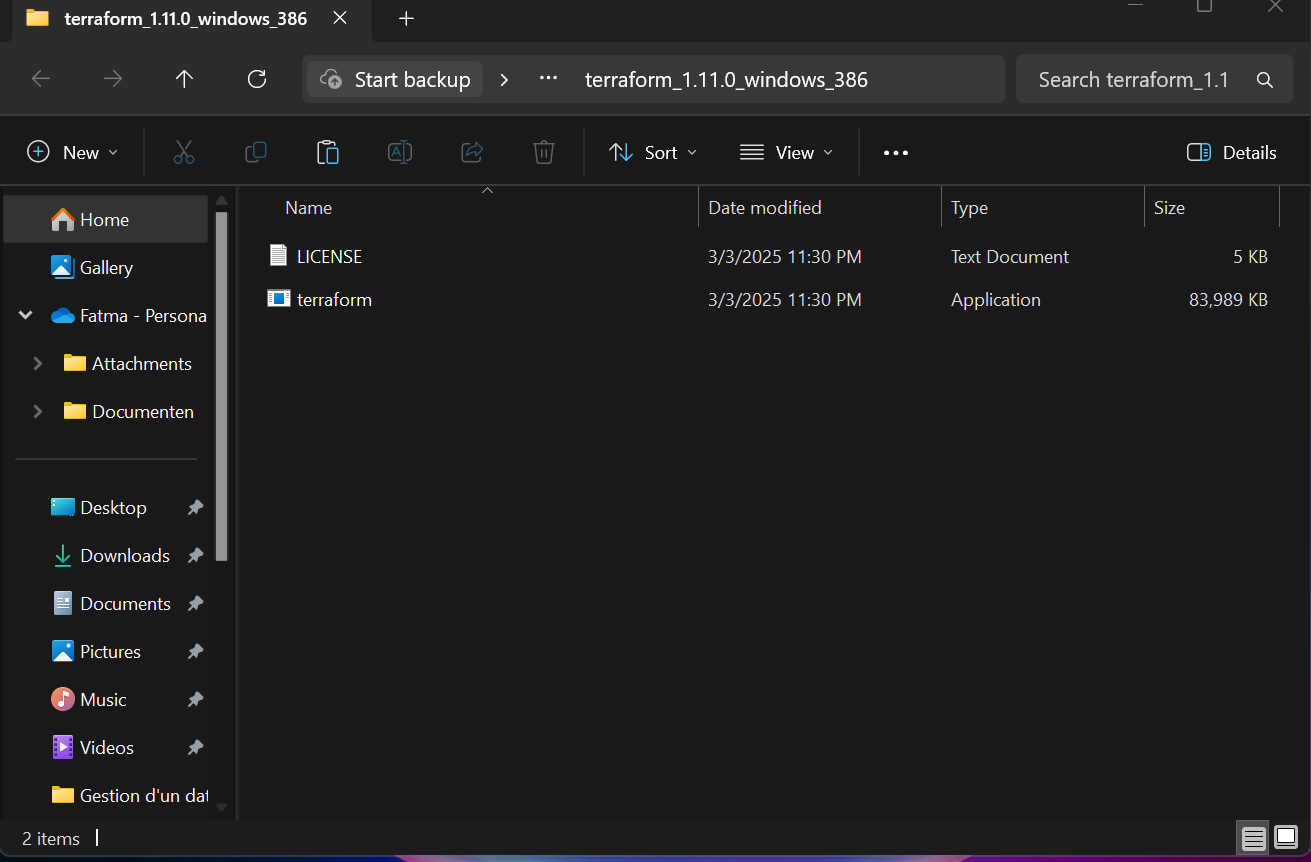 terraform_1.11.0_windows_386
Start backup
terraform_1.11.0_windows_386
Search terraform_1.1
New
Sort
View
Details
Home
Gallery
Fatma - Persona
Attachments
Documenten
Desktop
Downloads
Documents
Pictures
Music
Videos
Gestion d'un dat
Name Date modified Type Size
LICENSE 3/3/2025 11:30 PM Text Document 5 KB
terraform 3/3/2025 11:30 PM Application 83,989 KB
2 items